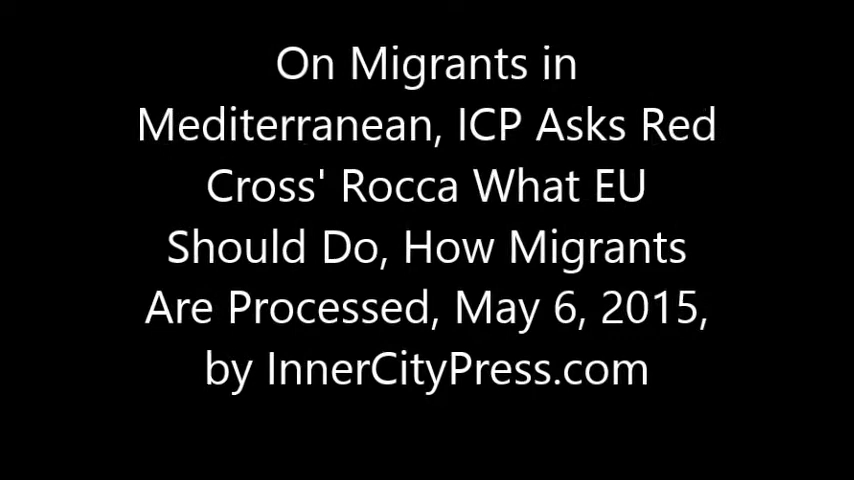 On Migrants in
Mediterranean, ICP Asks Red
Cross' Rocca What EU
Should Do, How Migrants
Are Processed, May 6, 2015,
by InnerCityPress.com